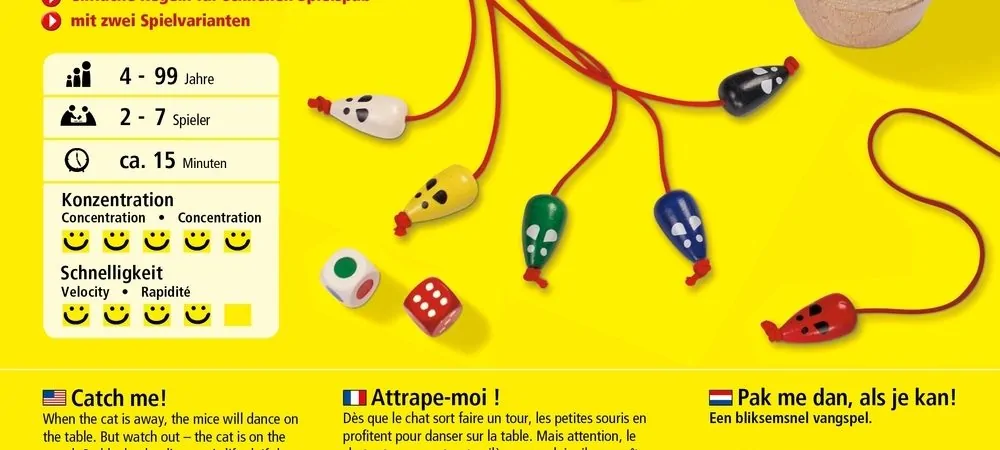 mit zwei Spielvarianten
4 - 99 Jahre
2 - 7 Spieler
ca. 15 Minuten
Konzentration
Concentration • Concentration
Schnelligkeit
Velocity • Rapidité
Catch me!
When the cat is away, the mice will dance on
the table. But watch out – the cat is on the
Attrape-moi !
Dès que le chat sort faire un tour, les petites souris en
profitent pour danser sur la table. Mais attention, le
Pak me dan, als je kan!
Een bliksemsnel vangspel.